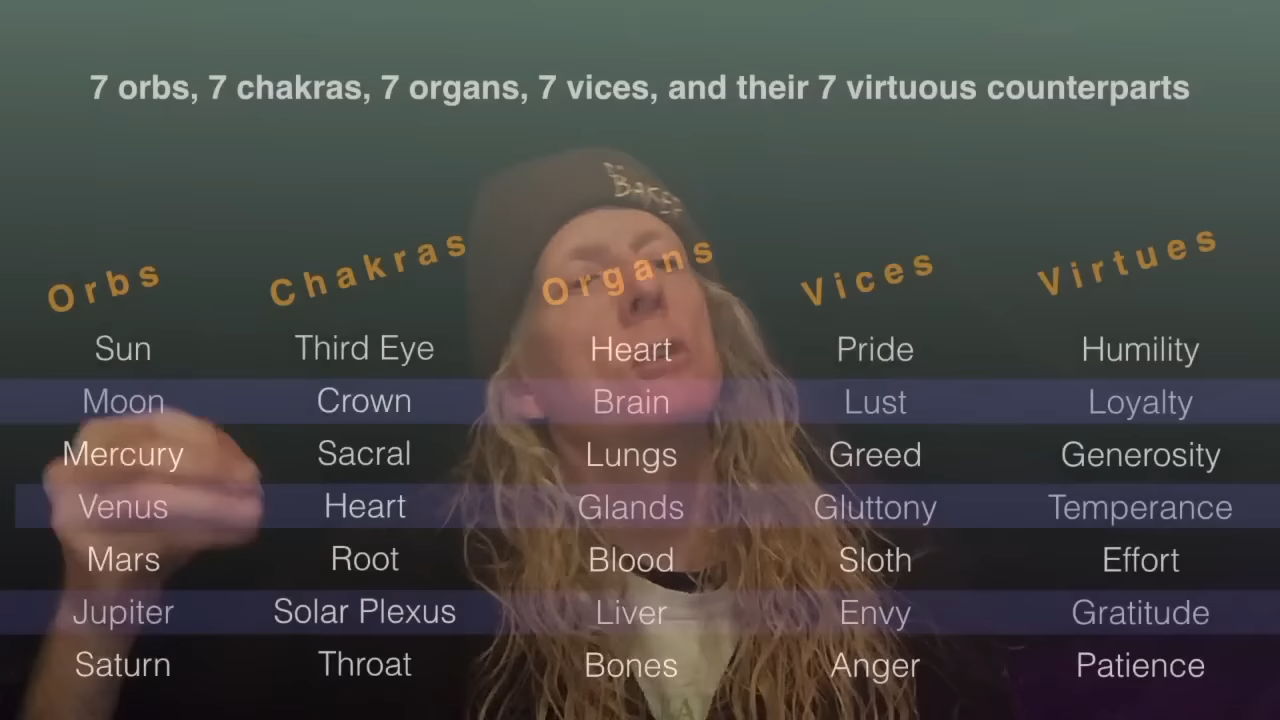 7 orbs, 7 chakras, 7 organs, 7 vices, and their 7 virtuous counterparts
BAKER
Orbs Chakras Organs Vices Virtues
Sun Third Eye Heart Pride Humility
Moon Crown Brain Lust Loyalty
Mercury Sacral Lungs Greed Generosity
Venus Heart Glands Gluttony Temperance
Mars Root Blood Sloth Effort
Jupiter Solar Plexus Liver Envy Gratitude
Saturn Throat Bones Anger Patience